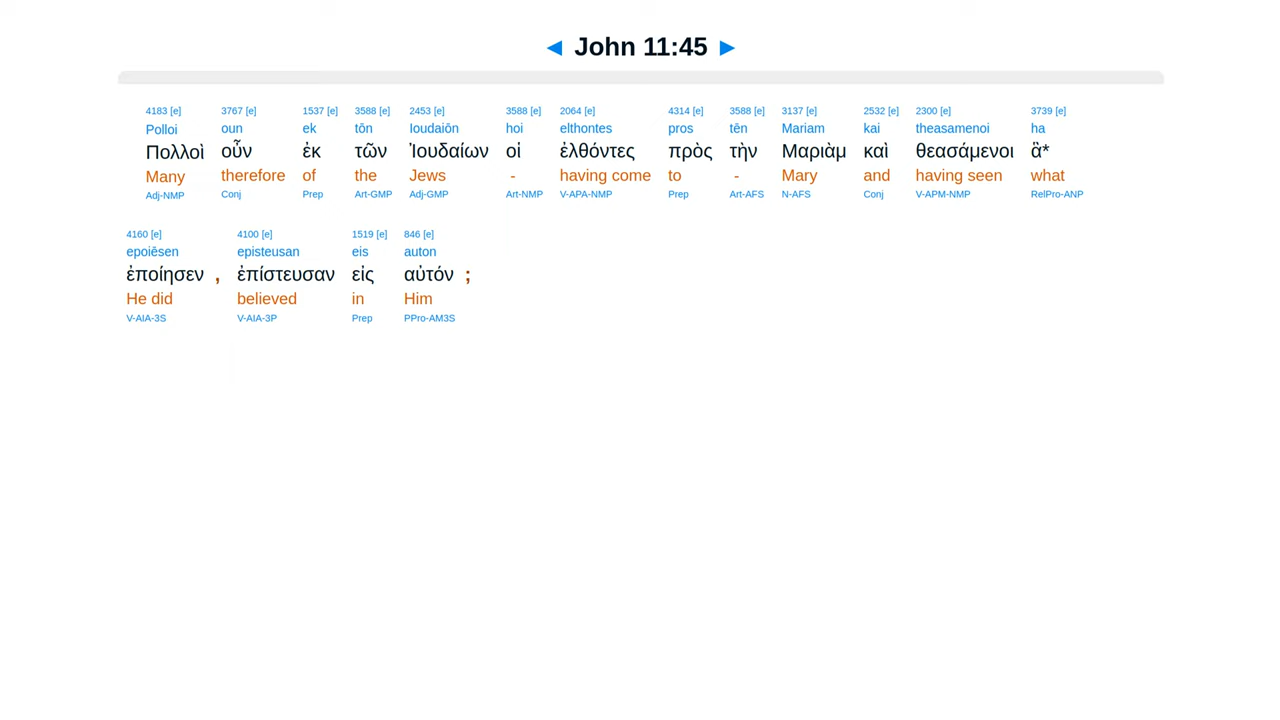 ◄ John 11:45 ►
4183 [e] 3767 [e] 1537 [e] 3588 [e] 2453 [e] 3588 [e] 2064 [e] 4314 [e] 3588 [e] 3137 [e] 2532 [e] 2300 [e] 3739 [e]
Polloi oun ek tōn Ioudaiōn hoi elthontes pros tēn Mariam kai theasamenoi ha
Πολλοὶ οὖν ἐκ τῶν Ἰουδαίων οἱ ἐλθόντες πρὸς τὴν Μαριὰμ καὶ θεασάμενοι ἃ*
Many therefore of the Jews - having come to - Mary and having seen what
Adj-NMP Conj Prep Art-GMP Adj-GMP Art-NMP V-APA-NMP Prep Art-AFS N-AFS Conj V-APM-NMP RelPro-ANP
4160 [e] 4100 [e] 1519 [e] 846 [e]
epoiēsen episteusan eis auton
ἐποίησεν , ἐπίστευσαν εἰς αὐτόν ;
He did believed in Him
V-AIA-3S V-AIA-3P Prep PPro-AM3S